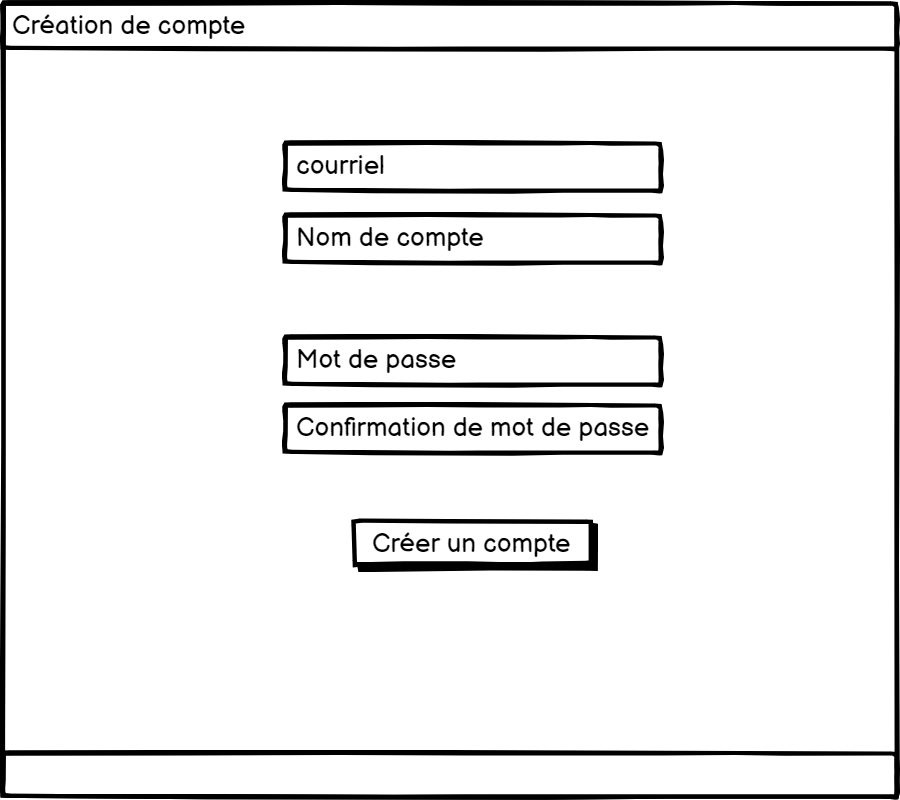 Création de compte
courriel
Nom de compte
Mot de passe
Confirmation de mot de passe
Créer un compte